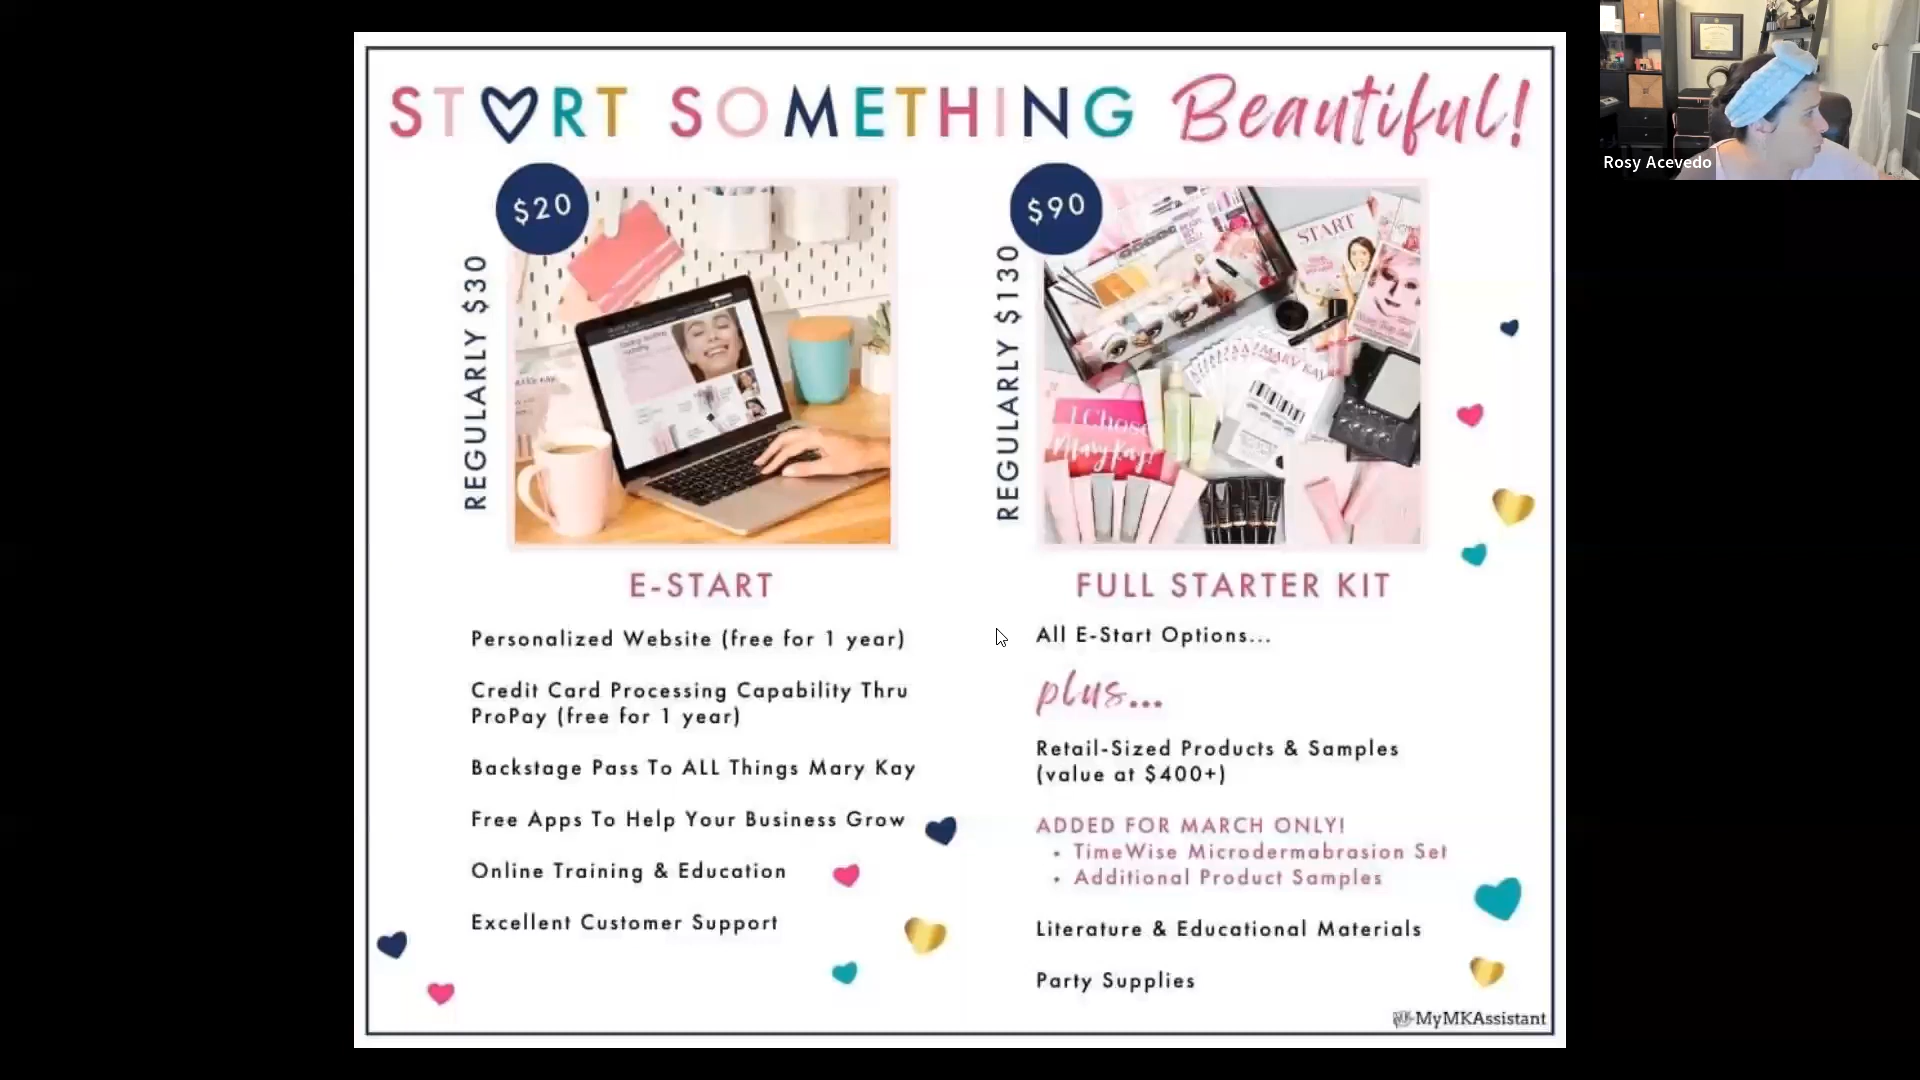 START SOMETHING Beautiful!
$20
REGULARLY $30
$90
REGULARLY $130
START
MARY KAY
I Chose
Mary Kay!
E-START
Personalized Website (free for 1 year)
Credit Card Processing Capability Thru
ProPay (free for 1 year)
Backstage Pass To ALL Things Mary Kay
Free Apps To Help Your Business Grow
Online Training & Education
Excellent Customer Support
FULL STARTER KIT
All E-Start Options...
plus...
Retail-Sized Products & Samples
(value at $400+)
ADDED FOR MARCH ONLY!
• TimeWise Microdermabrasion Set
• Additional Product Samples
Literature & Educational Materials
Party Supplies
MyMKAssistant
Rosy Acevedo